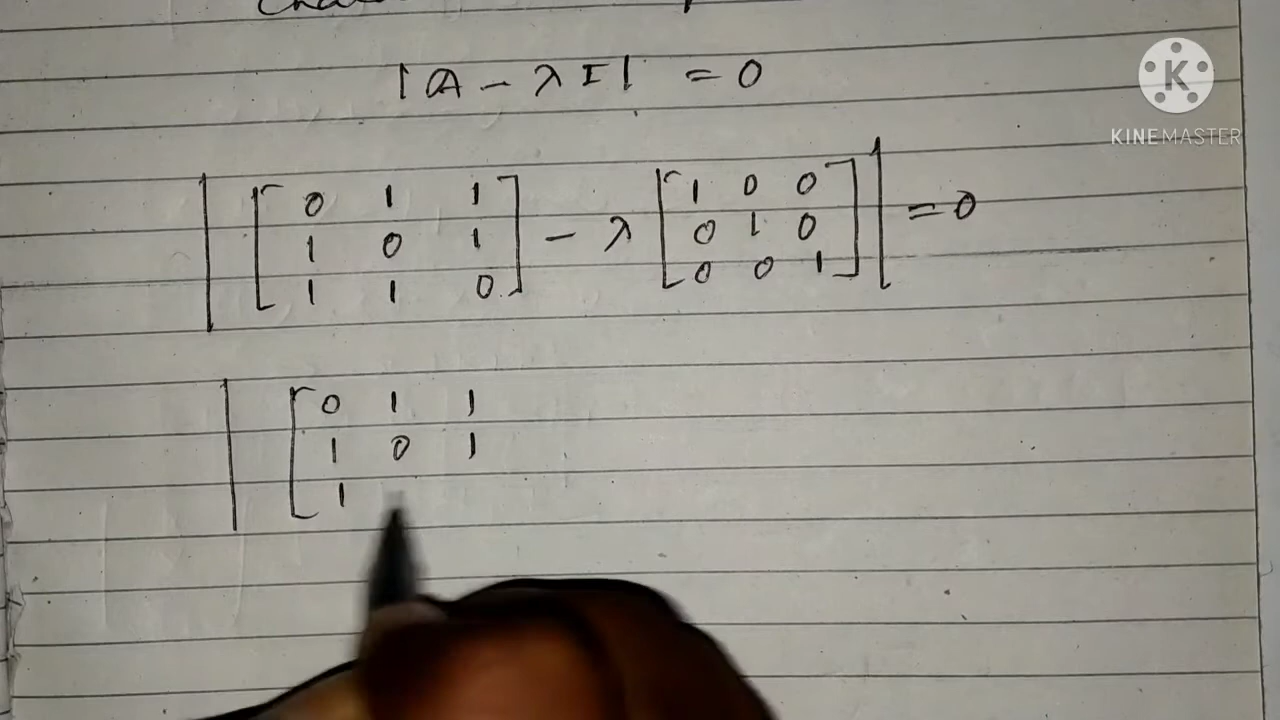 |A - λI| = 0
K
KINEMASTER
| [ 0 1 1 ] - λ [ 1 0 0 ] | = 0
1 0 1 0 1 0
1 1 0 0 0 1
| [ 0 1 1
1 0 1
1